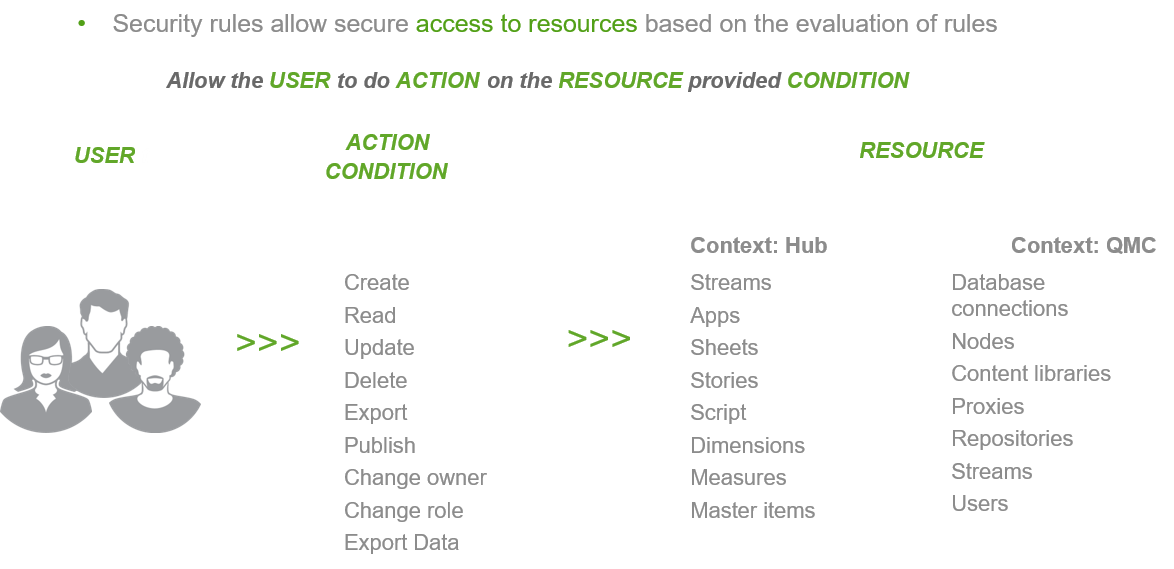 • Security rules allow secure access to resources based on the evaluation of rules
Allow the USER to do ACTION on the RESOURCE provided CONDITION
USER
ACTION
CONDITION
RESOURCE
>>>
Create
Read
Update
Delete
Export
Publish
Change owner
Change role
Export Data
>>>
Context: Hub
Streams
Apps
Sheets
Stories
Script
Dimensions
Measures
Master items
Context: QMC
Database
connections
Nodes
Content libraries
Proxies
Repositories
Streams
Users